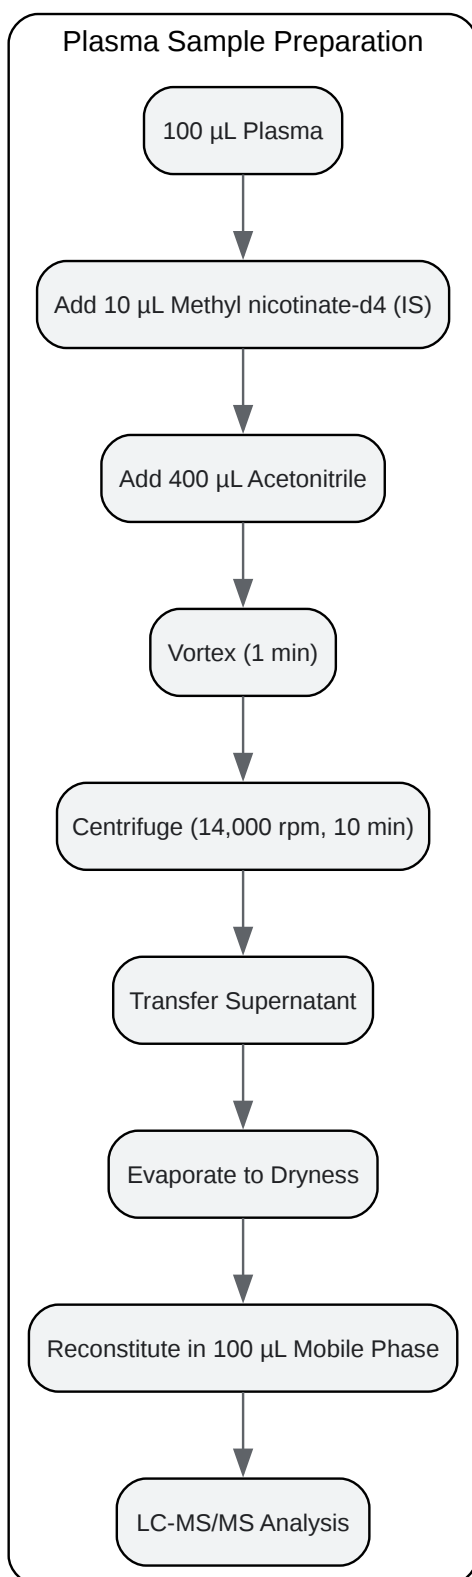 Plasma Sample Preparation
100 µL Plasma
Add 10 µL Methyl nicotinate-d4 (IS)
Add 400 µL Acetonitrile
Vortex (1 min)
Centrifuge (14,000 rpm, 10 min)
Transfer Supernatant
Evaporate to Dryness
Reconstitute in 100 µL Mobile Phase
LC-MS/MS Analysis